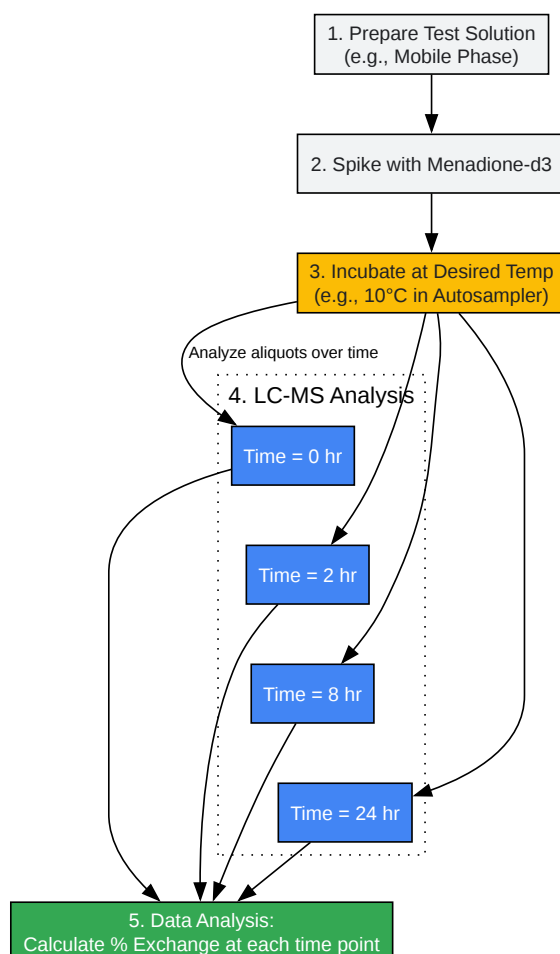 1. Prepare Test Solution
(e.g., Mobile Phase)
2. Spike with Menadione-d3
3. Incubate at Desired Temp
(e.g., 10°C in Autosampler)
Analyze aliquots over time
4. LC-MS Analysis
Time = 0 hr
Time = 2 hr
Time = 8 hr
Time = 24 hr
5. Data Analysis:
Calculate % Exchange at each time point